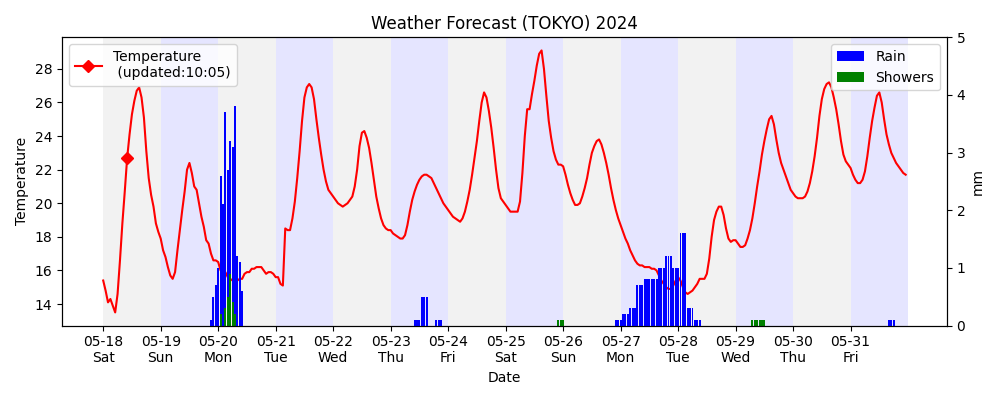 Weather Forecast (TOKYO) 2024
Temperature
(updated:10:05)
Rain
Showers
Temperature
28
26
24
22
20
18
16
14
5
4
3
2
1
0
mm
05-18 05-19 05-20 05-21 05-22 05-23 05-24 05-25 05-26 05-27 05-28 05-29 05-30 05-31
Sat Sun Mon Tue Wed Thu Fri Sat Sun Mon Tue Wed Thu Fri
Date